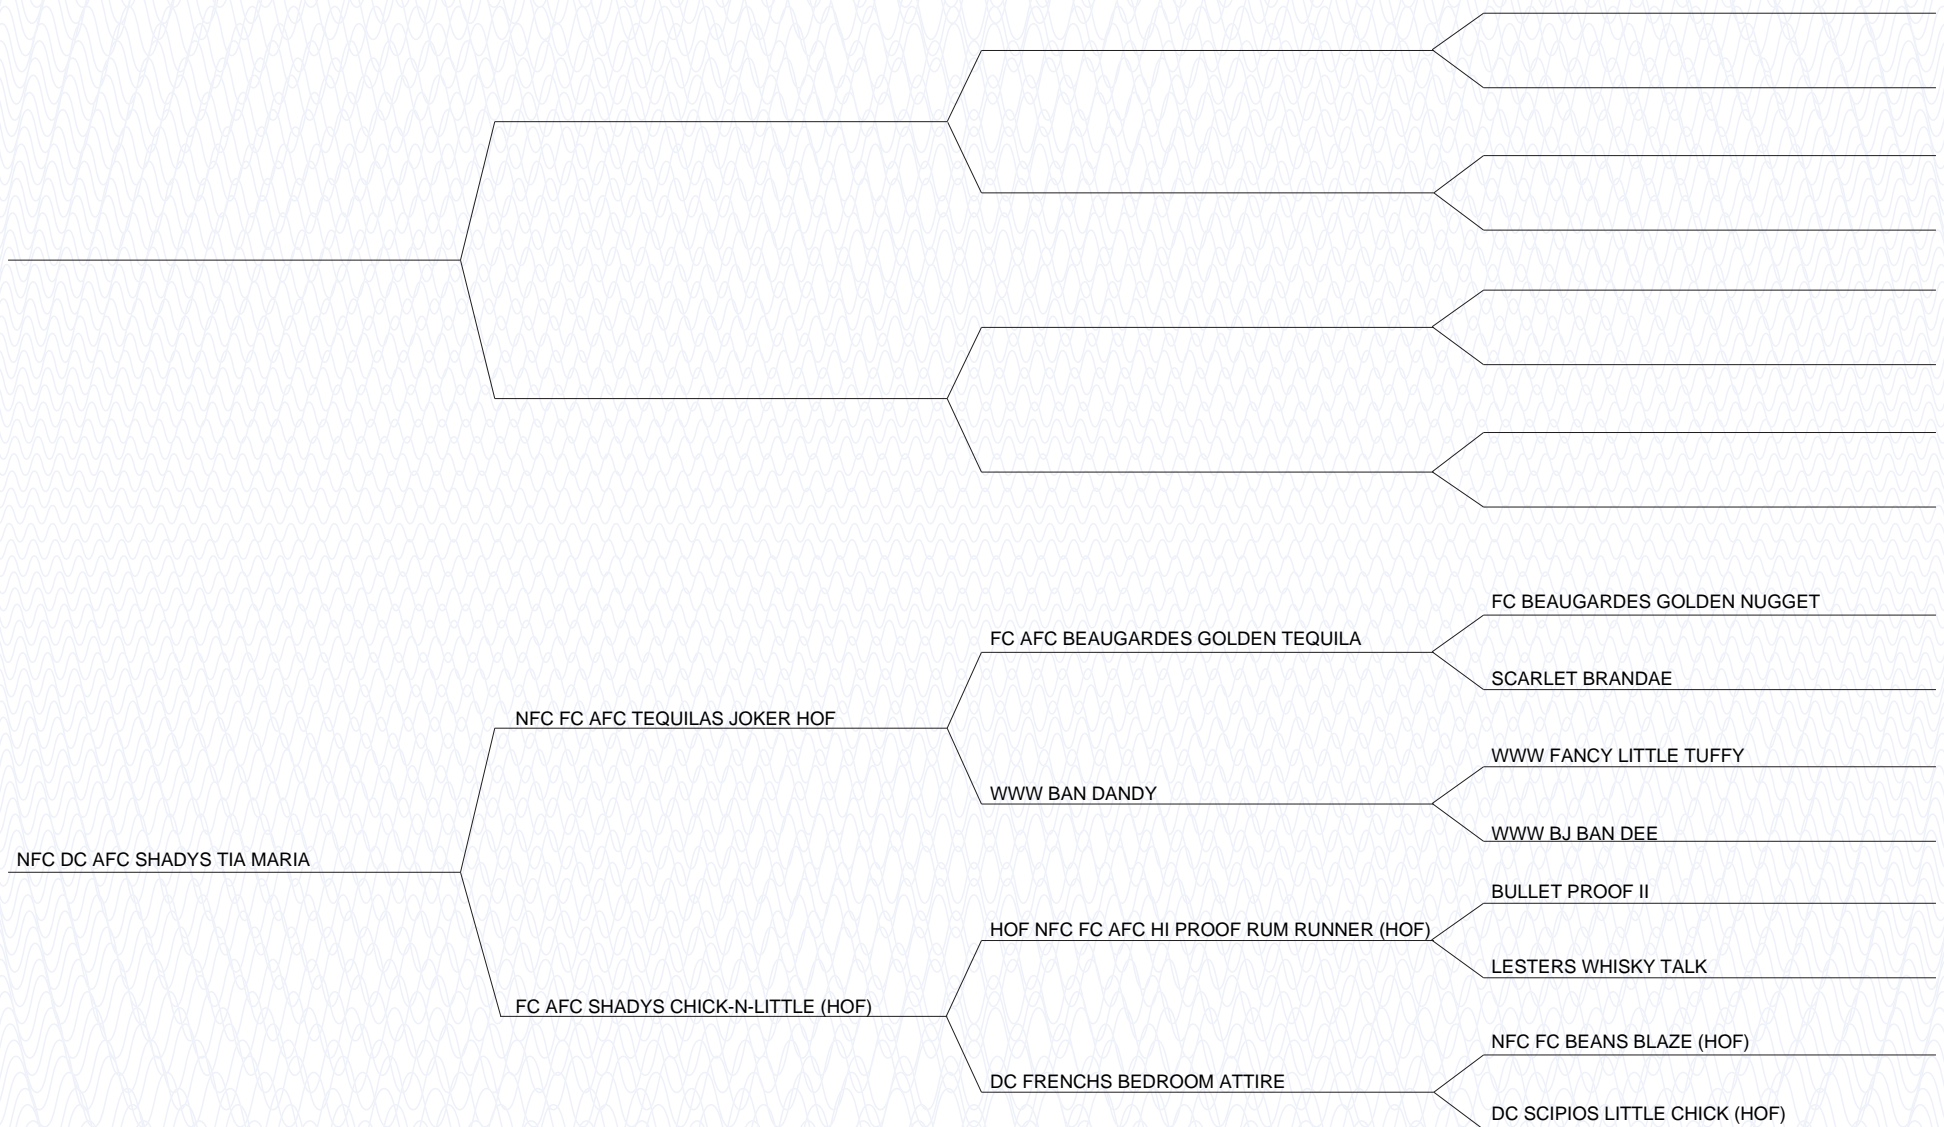 FC BEAUGARDES GOLDEN NUGGET
FC AFC BEAUGARDES GOLDEN TEQUILA
SCARLET BRANDAE
NFC FC AFC TEQUILAS JOKER HOF
WWW FANCY LITTLE TUFFY
WWW BAN DANDY
WWW BJ BAN DEE
NFC DC AFC SHADYS TIA MARIA
BULLET PROOF II
HOF NFC FC AFC HI PROOF RUM RUNNER (HOF)
LESTERS WHISKY TALK
FC AFC SHADYS CHICK-N-LITTLE (HOF)
NFC FC BEANS BLAZE (HOF)
DC FRENCHS BEDROOM ATTIRE
DC SCIPIOS LITTLE CHICK (HOF)